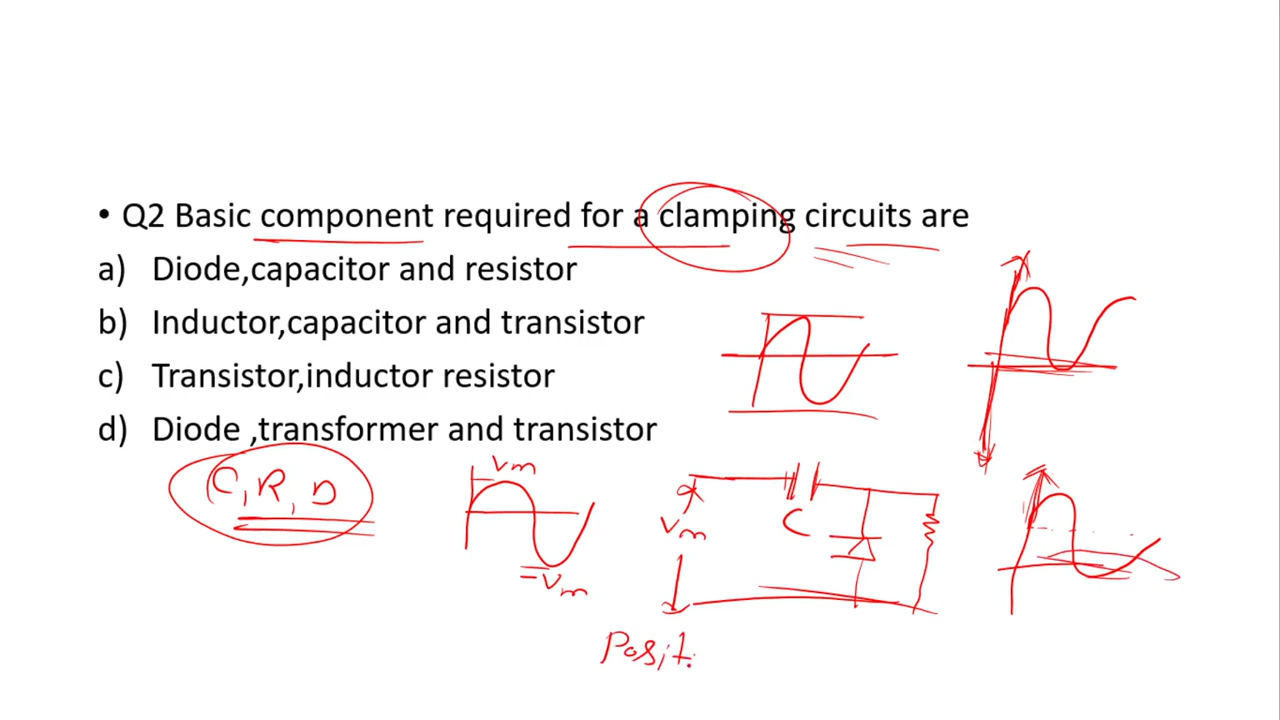 • Q2 Basic component required for a clamping circuits are
a) Diode,capacitor and resistor
b) Inductor,capacitor and transistor
c) Transistor,inductor resistor
d) Diode ,transformer and transistor
C, R, D
Vm
-Vm
Vm
C
Posit